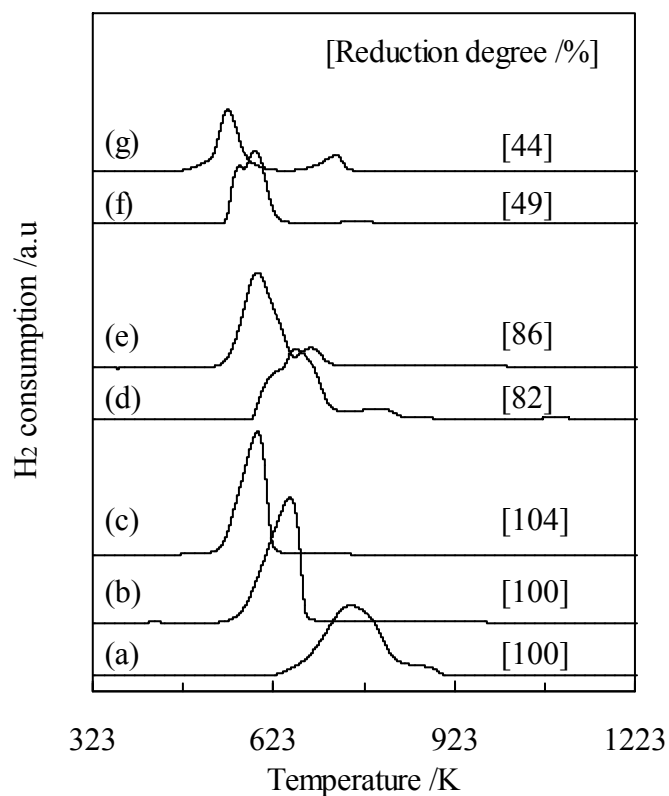 [Reduction degree /%]
(g) [44]
(f) [49]
(e) [86]
(d) [82]
(c) [104]
(b) [100]
(a) [100]
H2 consumption /a.u
323 623 923 1223
Temperature /K